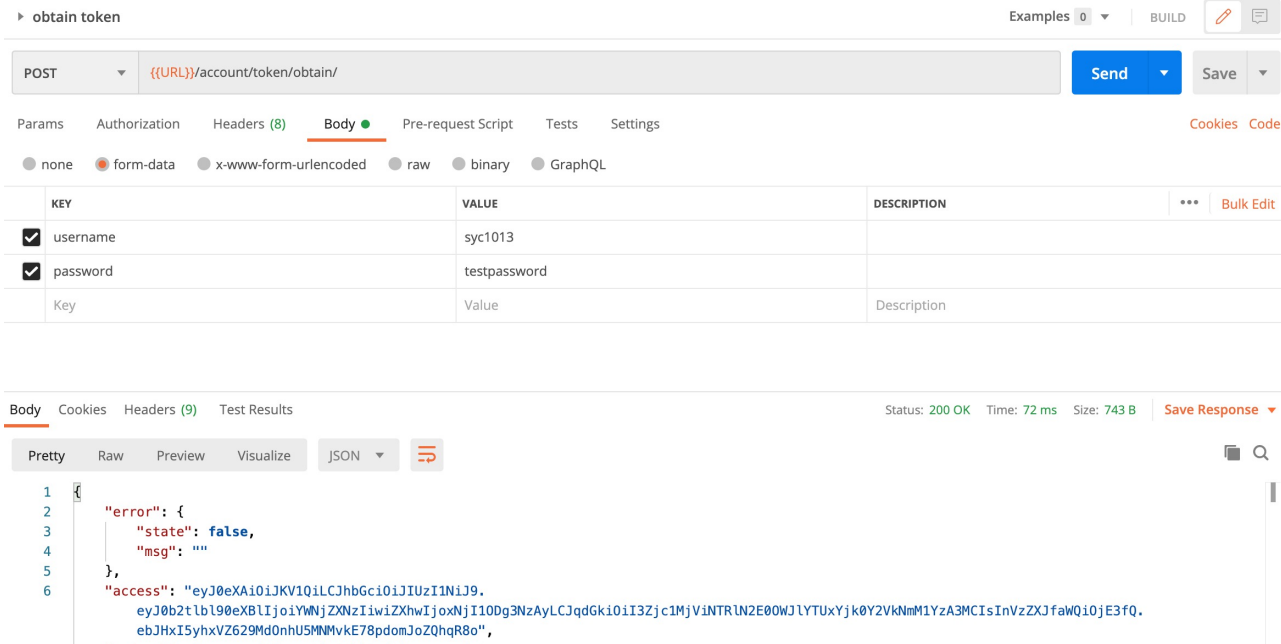 obtain token Examples 0 BUILD
POST {{URL}}/account/token/obtain/ Send Save
Params Authorization Headers (8) Body Pre-request Script Tests Settings Cookies Code
none form-data x-www-form-urlencoded raw binary GraphQL
KEY VALUE DESCRIPTION ••• Bulk Edit
username syc1013
password testpassword
Key Value Description
Body Cookies Headers (9) Test Results Status: 200 OK Time: 72 ms Size: 743 B Save Response
Pretty Raw Preview Visualize JSON
1 {
2 "error": {
3 "state": false,
4 "msg": ""
5 },
6 "access": "eyJ0eXAiOiJKV1QiLCJhbGciOiJIUzI1NiJ9.
eyJ0b2tlbl90eXBlIjoiYWNjZXNzIiwiZXhwIjoxNjI1ODg3NzAyLCJqdGkiOiI3Zjc1MjViNTRlN2E0OWJlYTUxYjk0Y2VkNmM1YzA3MCIsInVzZXJfaWQiOjE3fQ.
ebJHxI5yhxVZ629MdOnhU5MNMvkE78pdomJoZQhqR8o",